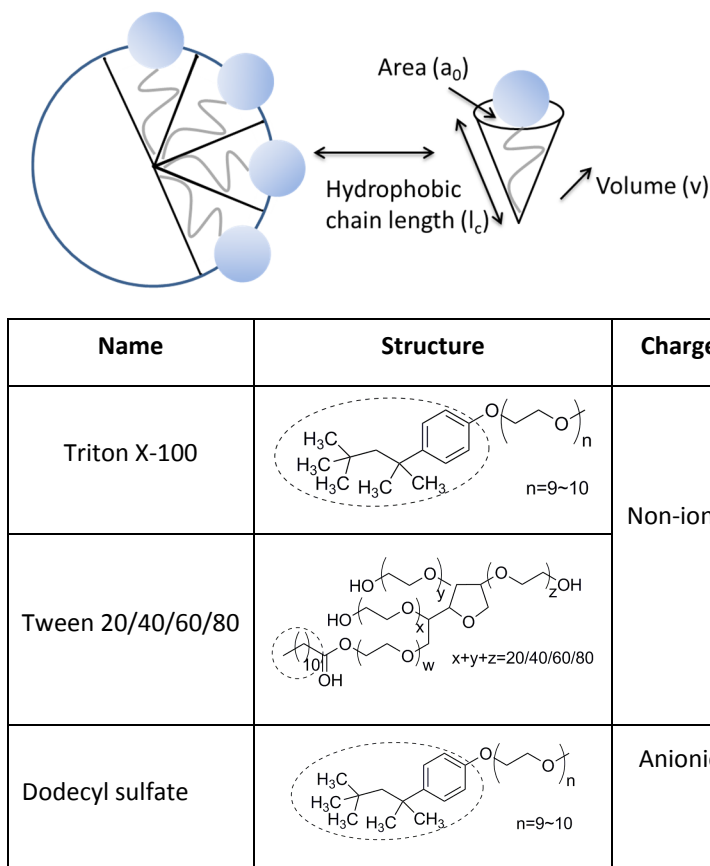 Area (a0)
Hydrophobic
chain length (lc)
Volume (v)
Name Structure Charge
Triton X-100
H3C
H3C
H3C
H3C
CH3
O
O
n
n=9~10
Non-ion
Tween 20/40/60/80
HO
O
y
O
z
OH
HO
O
x
O
10
O
O
w
OH
x+y+z=20/40/60/80
Dodecyl sulfate
H3C
H3C
H3C
H3C
CH3
O
O
n
n=9~10
Anionic